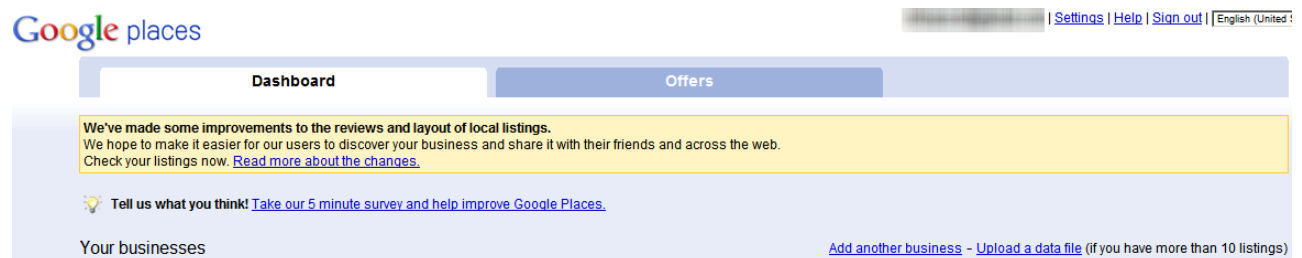 Google places
| Settings | Help | Sign out | English (United
Dashboard
Offers
We've made some improvements to the reviews and layout of local listings.
We hope to make it easier for our users to discover your business and share it with their friends and across the web.
Check your listings now. Read more about the changes.
Tell us what you think! Take our 5 minute survey and help improve Google Places.
Your businesses
Add another business - Upload a data file (if you have more than 10 listings)